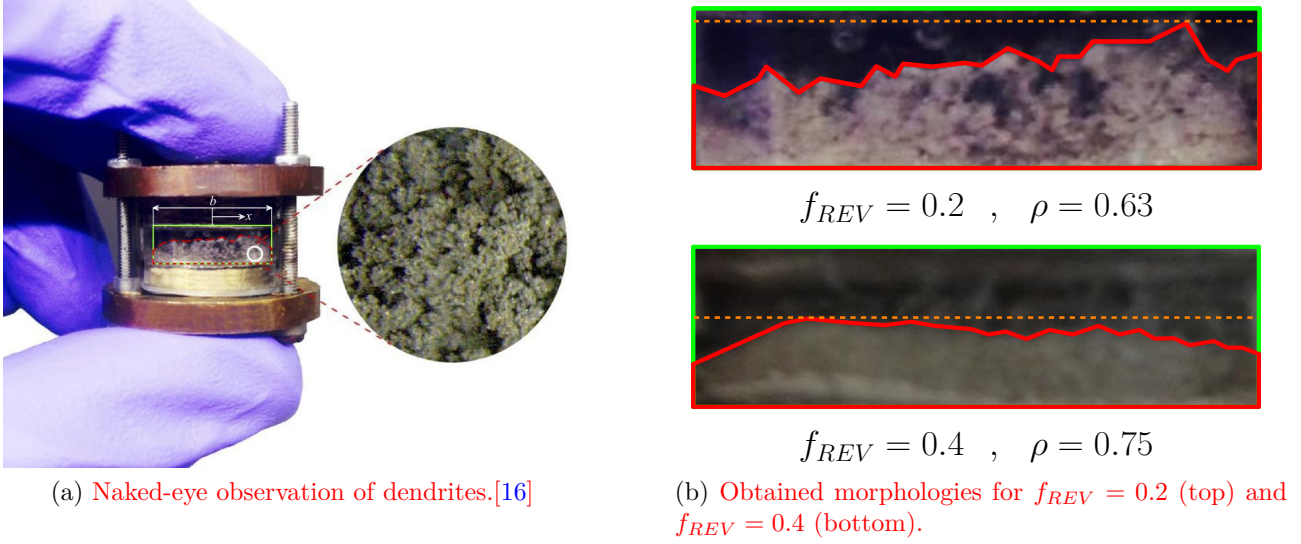 b
x
f_{REV} = 0.2 , ρ = 0.63
f_{REV} = 0.4 , ρ = 0.75
(a) Naked-eye observation of dendrites.[16]
(b) Obtained morphologies for f_{REV} = 0.2 (top) and
f_{REV} = 0.4 (bottom).